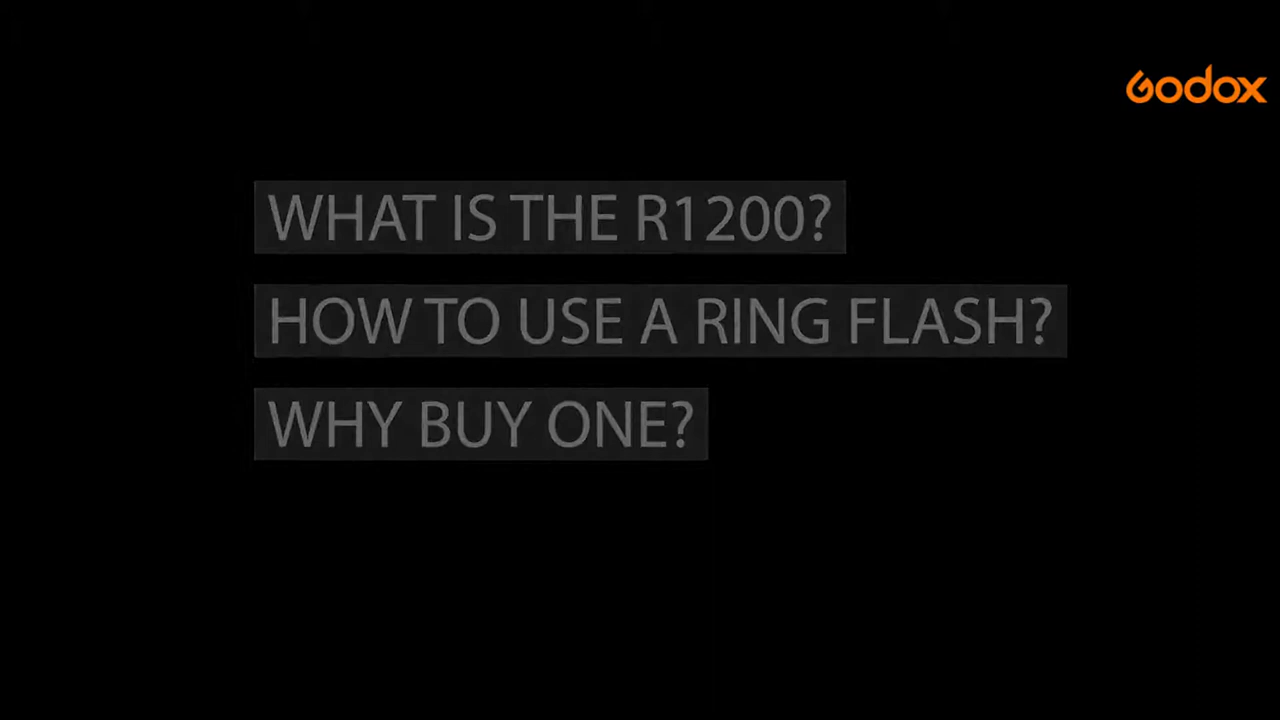 Godox
WHAT IS THE R1200?
HOW TO USE A RING FLASH?
WHY BUY ONE?